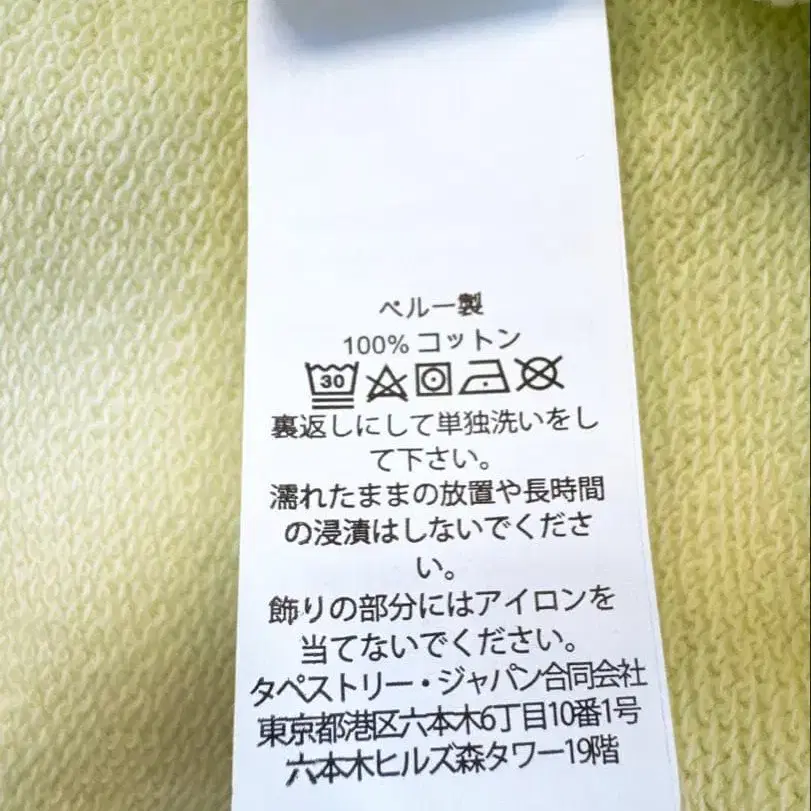 ペルー製
100% コットン
30
裏返しにして単独洗いをし
て下さい。
濡れたままの放置や長時間
の浸漬はしないでくださ
い。
飾りの部分にはアイロンを
当てないでください。
タペストリー・ジャパン合同会社
東京都港区六本木6丁目10番1号
六本木ヒルズ森タワー19階